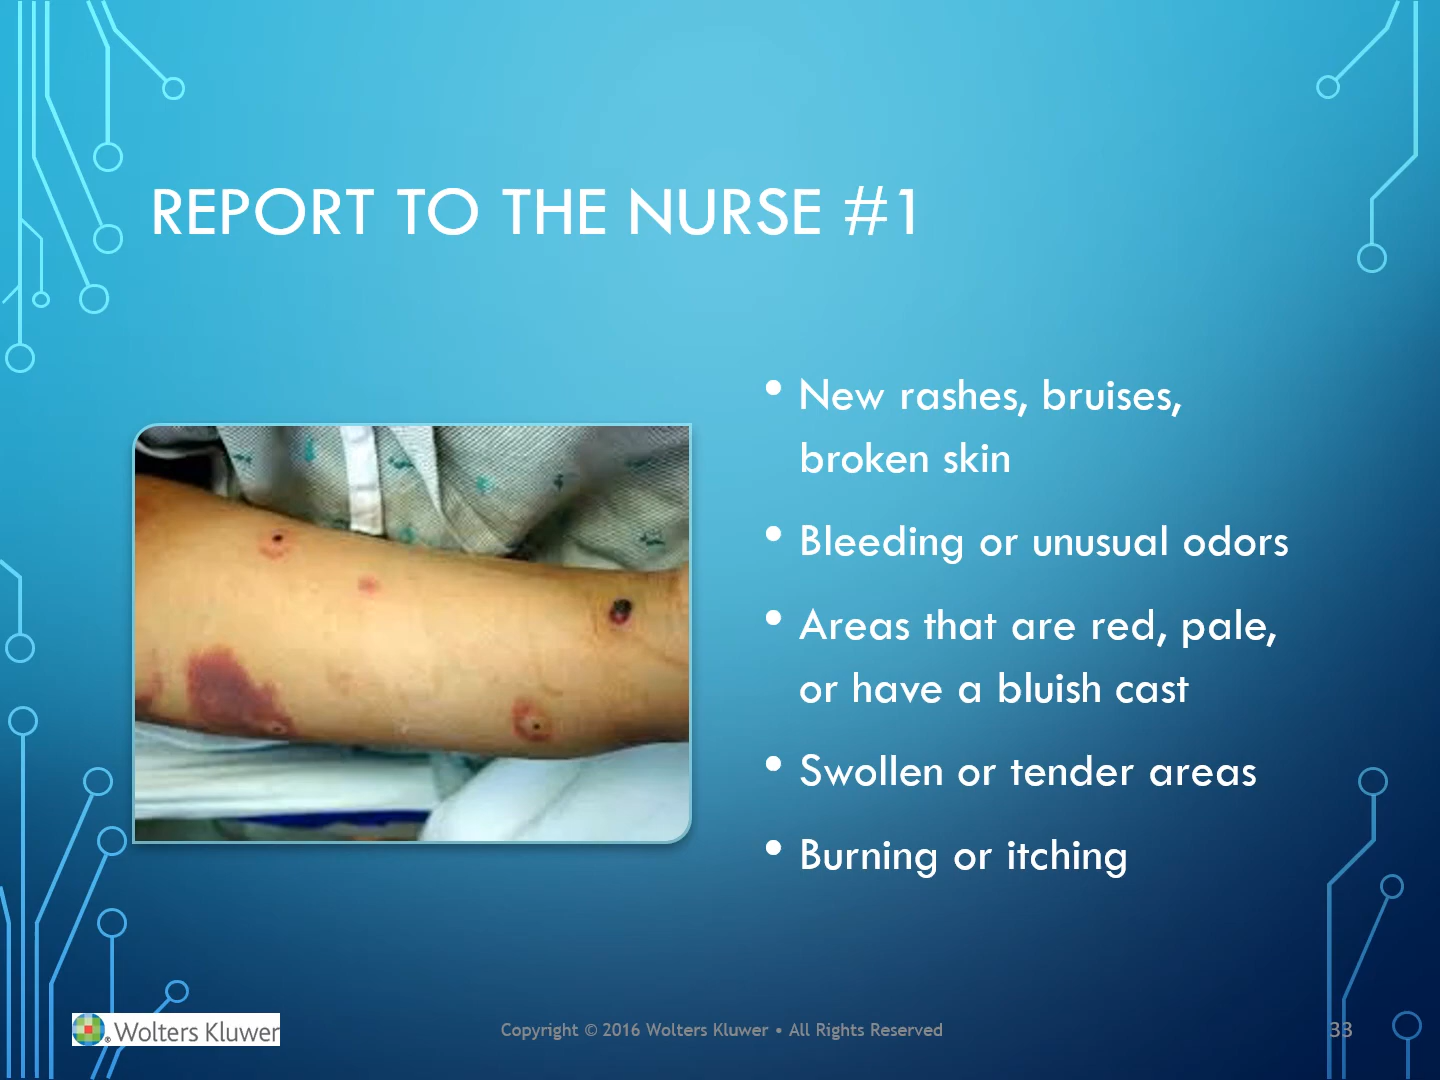 REPORT TO THE NURSE #1
• New rashes, bruises,
broken skin
• Bleeding or unusual odors
• Areas that are red, pale,
or have a bluish cast
• Swollen or tender areas
• Burning or itching
® Wolters Kluwer
Copyright © 2016 Wolters Kluwer • All Rights Reserved
33